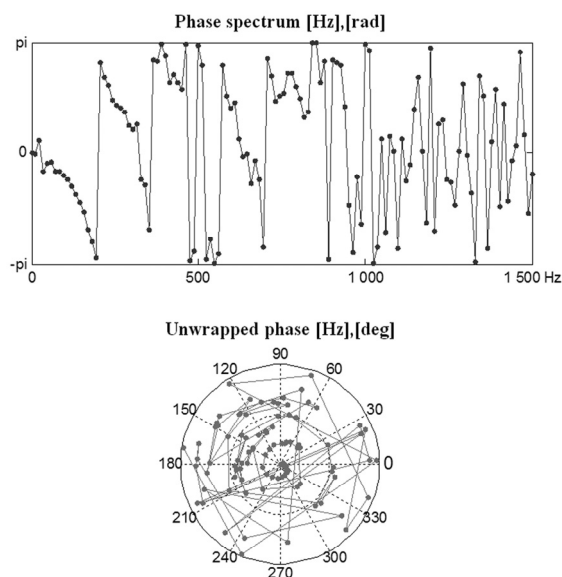 Phase spectrum [Hz],[rad]
pi
0
-pi
0 500 1 000 1 500 Hz
Unwrapped phase [Hz],[deg]
90
120 60
150 30
180 0
210 330
240 300
270